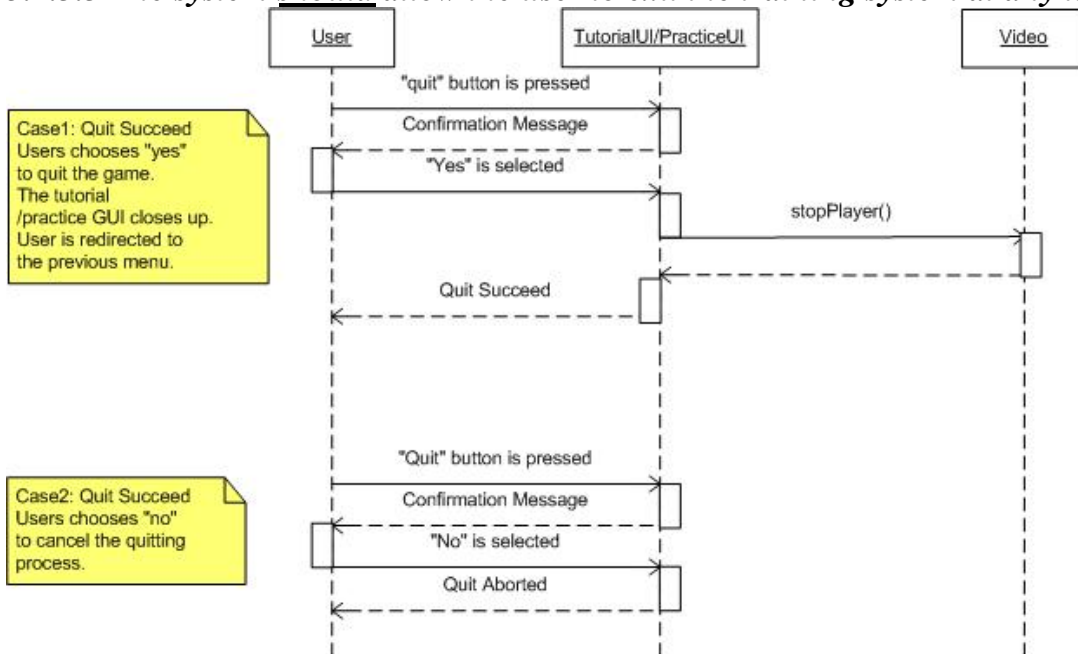 User
TutorialUI/PracticeUI
Video
"quit" button is pressed
Case1: Quit Succeed
Users chooses "yes"
to quit the game.
The tutorial
/practice GUI closes up.
User is redirected to
the previous menu.
Confirmation Message
"Yes" is selected
stopPlayer()
Quit Succeed
"Quit" button is pressed
Case2: Quit Succeed
Users chooses "no"
to cancel the quitting
process.
Confirmation Message
"No" is selected
Quit Aborted